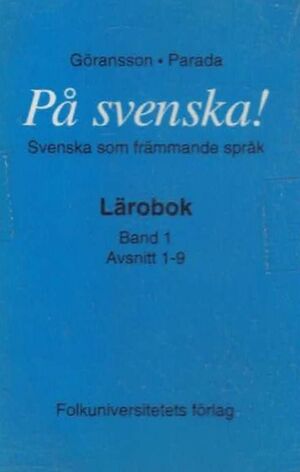 Göransson • Parada
På svenska!
Svenska som främmande språk
Lärobok
Band 1
Avsnitt 1-9
Folkuniversitetets förlag